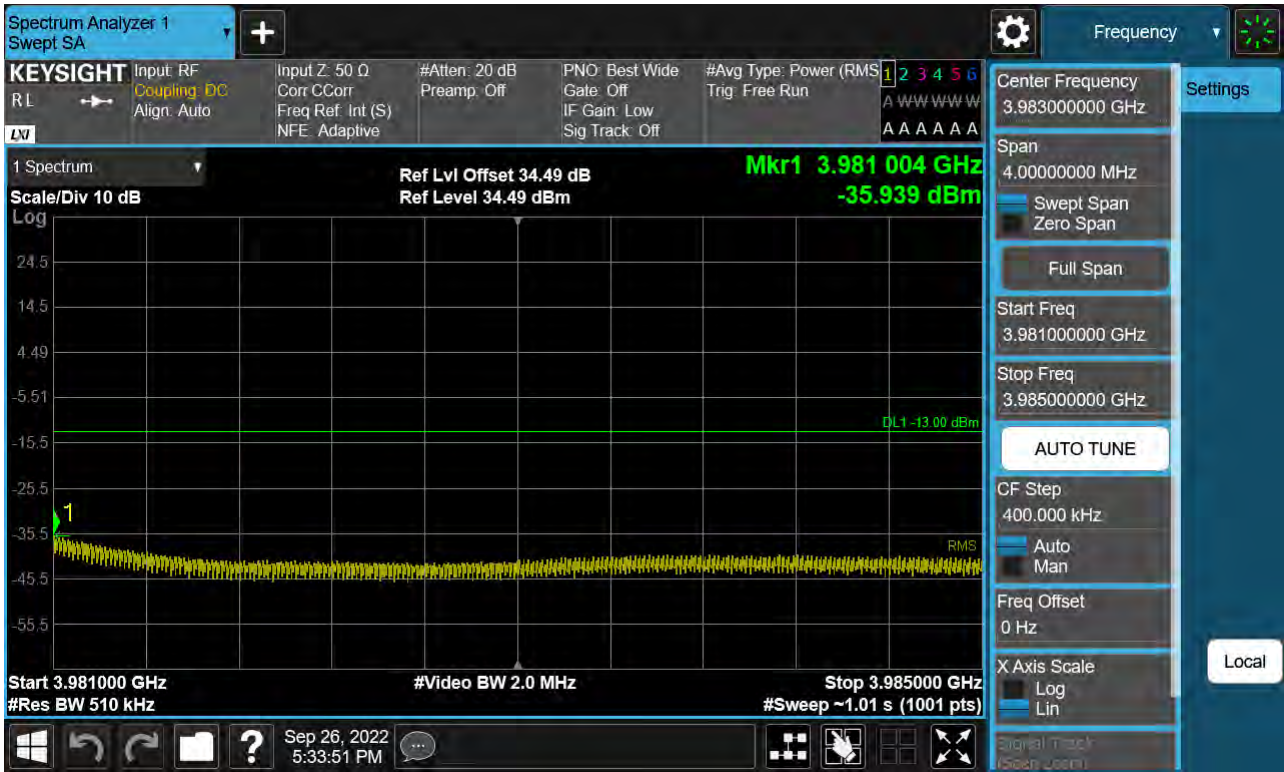 Spectrum Analyzer 1
Swept SA
+
Frequency
KEYSIGHT
RL
LXI
Input: RF
Coupling: DC
Align: Auto
Input Z: 50 Ω
Corr CCorr
Freq Ref: Int (S)
NFE: Adaptive
#Atten: 20 dB
Preamp: Off
PNO: Best Wide
Gate: Off
IF Gain: Low
Sig Track: Off
#Avg Type: Power (RMS
Trig: Free Run
1 2 3 4 5 6
A W W W W W
A A A A A A
1 Spectrum
Scale/Div 10 dB
Log
Ref Lvl Offset 34.49 dB
Ref Level 34.49 dBm
Mkr1 3.981 004 GHz
-35.939 dBm
24.5
14.5
4.49
-5.51
-15.5
-25.5
-35.5
-45.5
-55.5
DL1 -13.00 dBm
1
RMS
Start 3.981000 GHz
#Res BW 510 kHz
#Video BW 2.0 MHz
Stop 3.985000 GHz
#Sweep ~1.01 s (1001 pts)
Center Frequency
3.983000000 GHz
Settings
Span
4.00000000 MHz
Swept Span
Zero Span
Full Span
Start Freq
3.981000000 GHz
Stop Freq
3.985000000 GHz
AUTO TUNE
CF Step
400.000 kHz
Auto
Man
Freq Offset
0 Hz
X Axis Scale
Log
Lin
Signal Track
(Span Zoom)
Local
?
Sep 26, 2022
5:33:51 PM